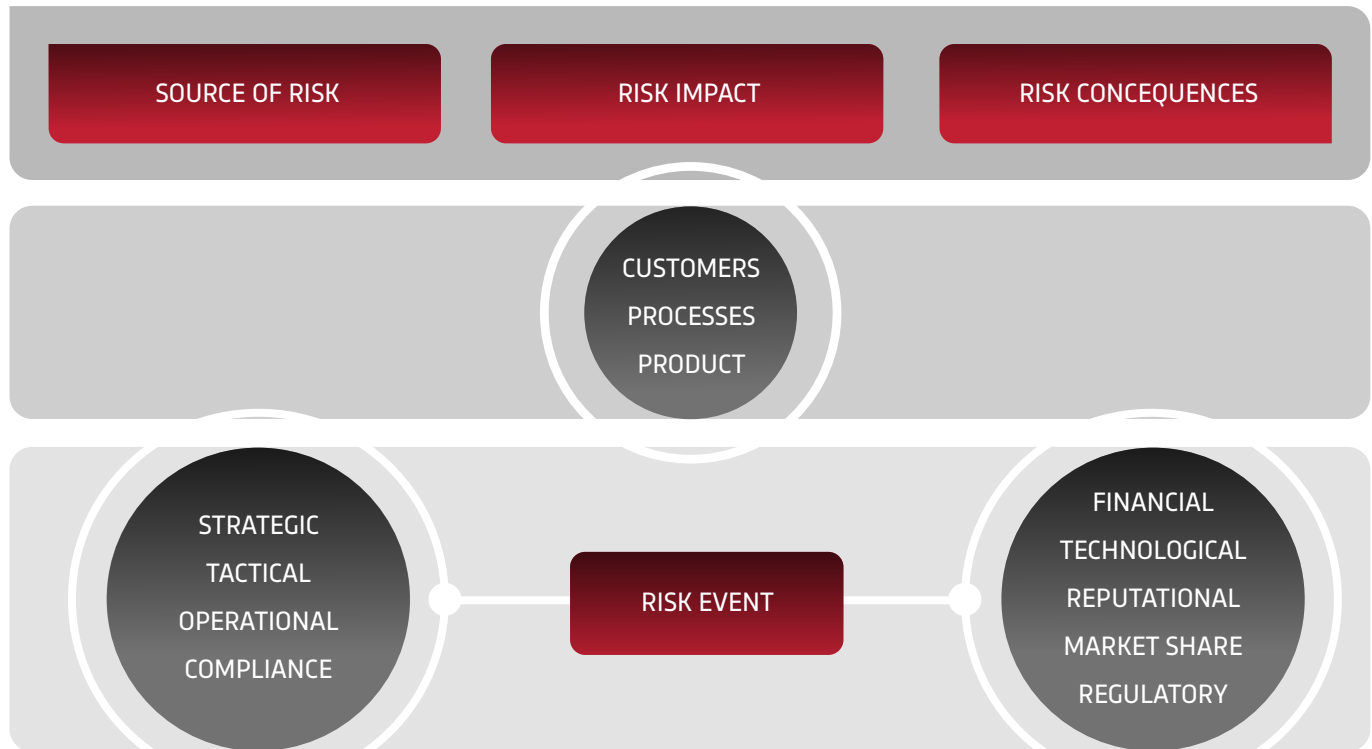 SOURCE OF RISK
RISK IMPACT
RISK CONCEQUENCES
CUSTOMERS
PROCESSES
PRODUCT
STRATEGIC
TACTICAL
OPERATIONAL
COMPLIANCE
RISK EVENT
FINANCIAL
TECHNOLOGICAL
REPUTATIONAL
MARKET SHARE
REGULATORY